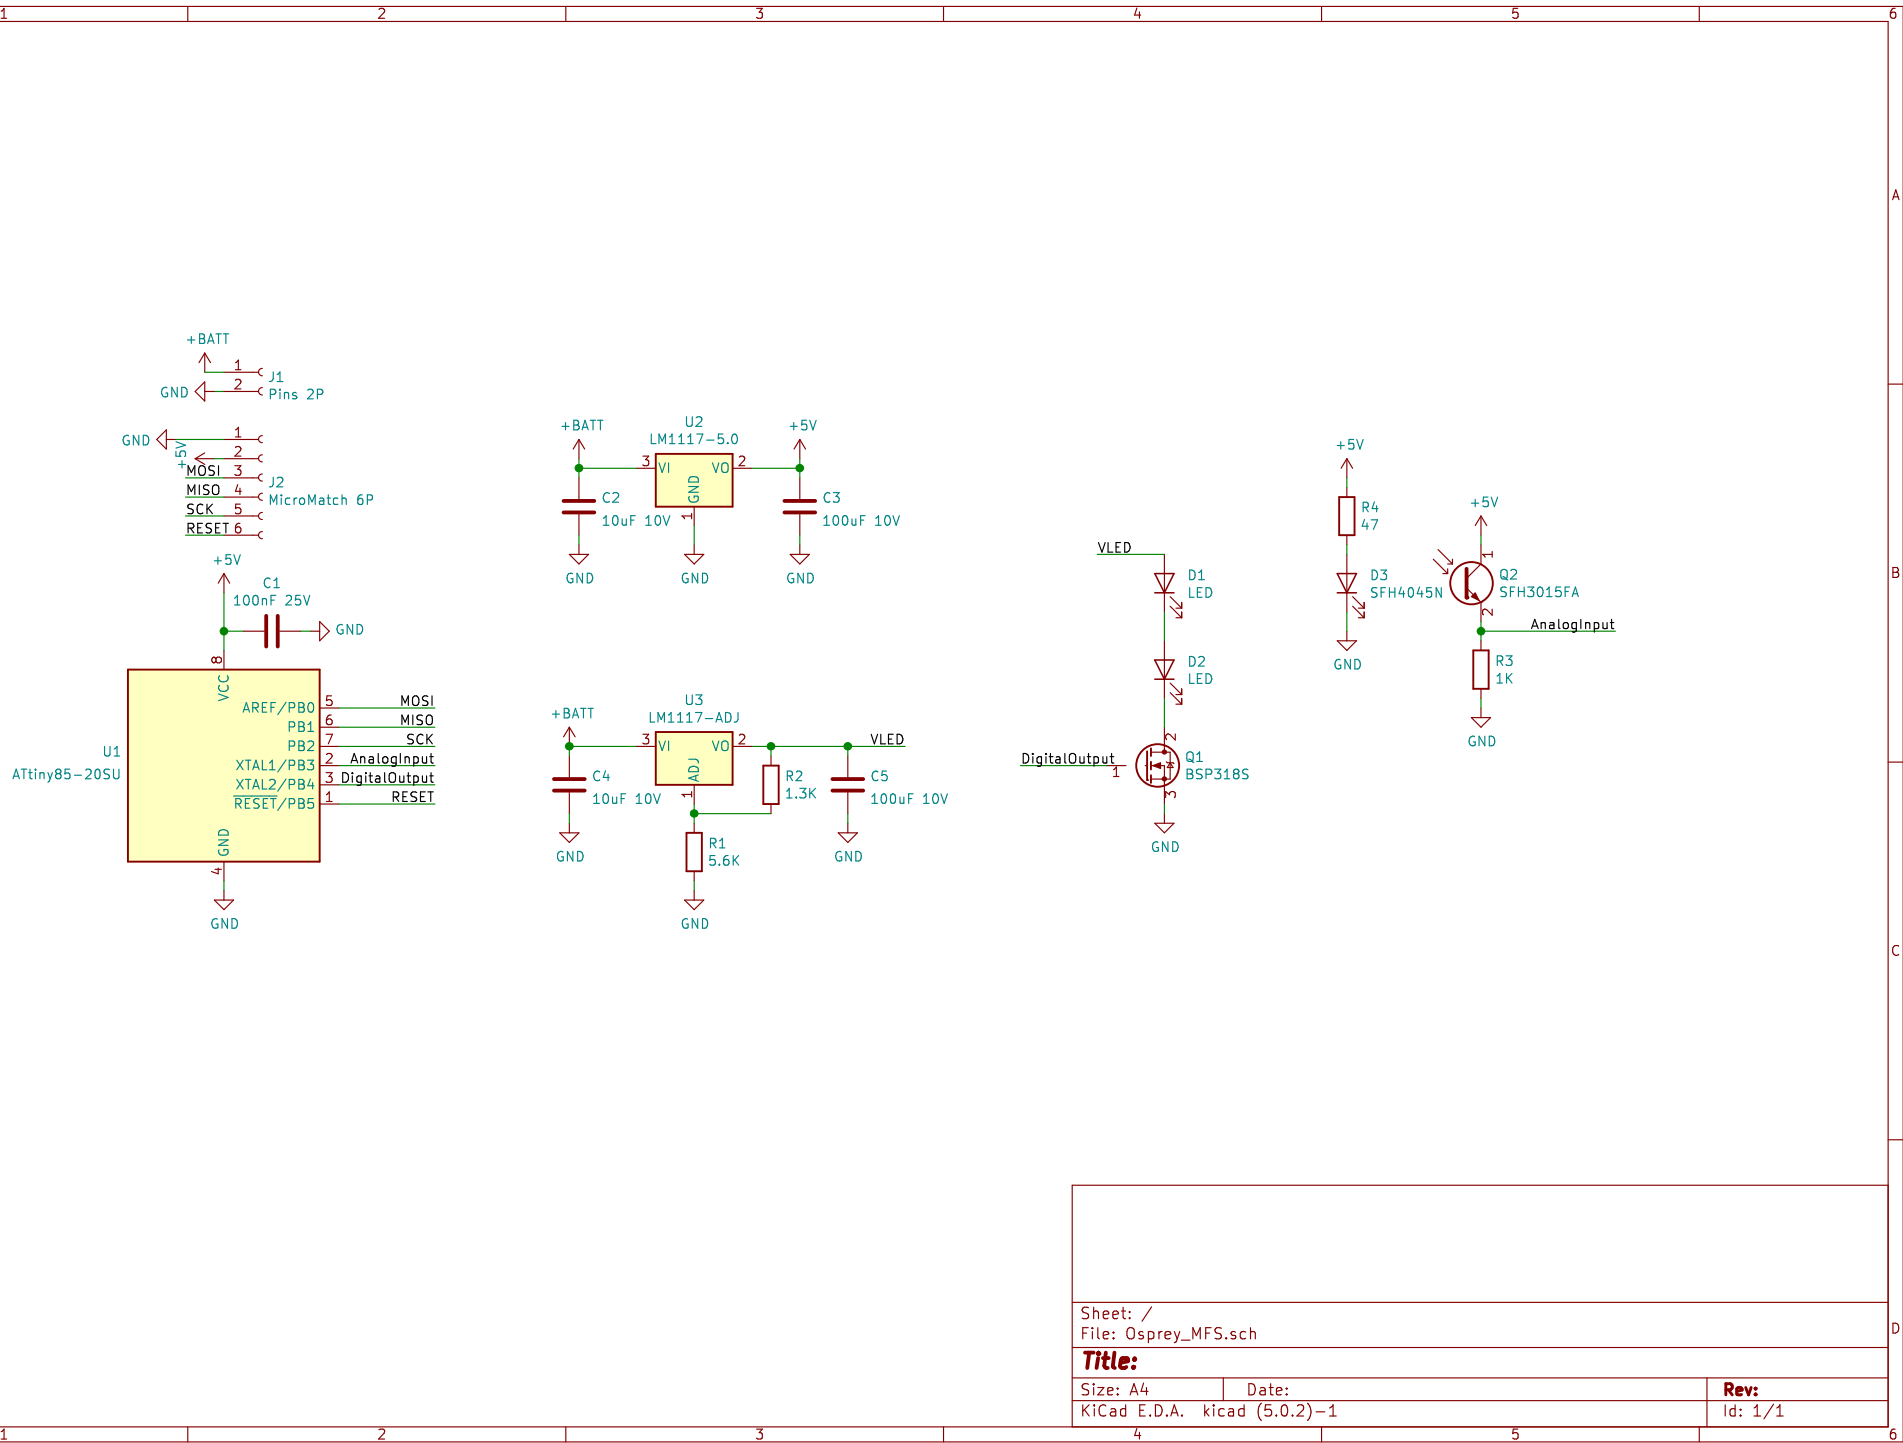 1 2 3 4 5 6
A
B
C
D
+BATT
1
2
GND
J1
Pins 2P
GND
+5V
1
2
MOSI 3
MISO 4
SCK 5
RESET 6
J2
MicroMatch 6P
+5V
C1
100nF 25V
GND
8
VCC
U1
ATtiny85-20SU
AREF/PB0 5 MOSI
PB1 6 MISO
PB2 7 SCK
XTAL1/PB3 2 AnalogInput
XTAL2/PB4 3 DigitalOutput
RESET/PB5 1 RESET
GND
4
GND
+BATT
U2
LM1117-5.0
+5V
3 VI VO 2
GND
1
C2
10uF 10V
C3
100uF 10V
GND
GND
GND
+BATT
U3
LM1117-ADJ
3 VI VO 2
VLED
ADJ
1
C4
10uF 10V
R2
1.3K
C5
100uF 10V
R1
5.6K
GND
GND
GND
VLED
D1
LED
D2
LED
2
DigitalOutput
1
Q1
BSP318S
3
GND
+5V
R4
47
D3
SFH4045N
GND
+5V
1
Q2
SFH3015FA
2
AnalogInput
R3
1K
GND
Sheet: /
File: Osprey_MFS.sch
Title:
Size: A4 Date: Rev:
KiCad E.D.A. kicad (5.0.2)-1 Id: 1/1
1 2 3 4 5 6